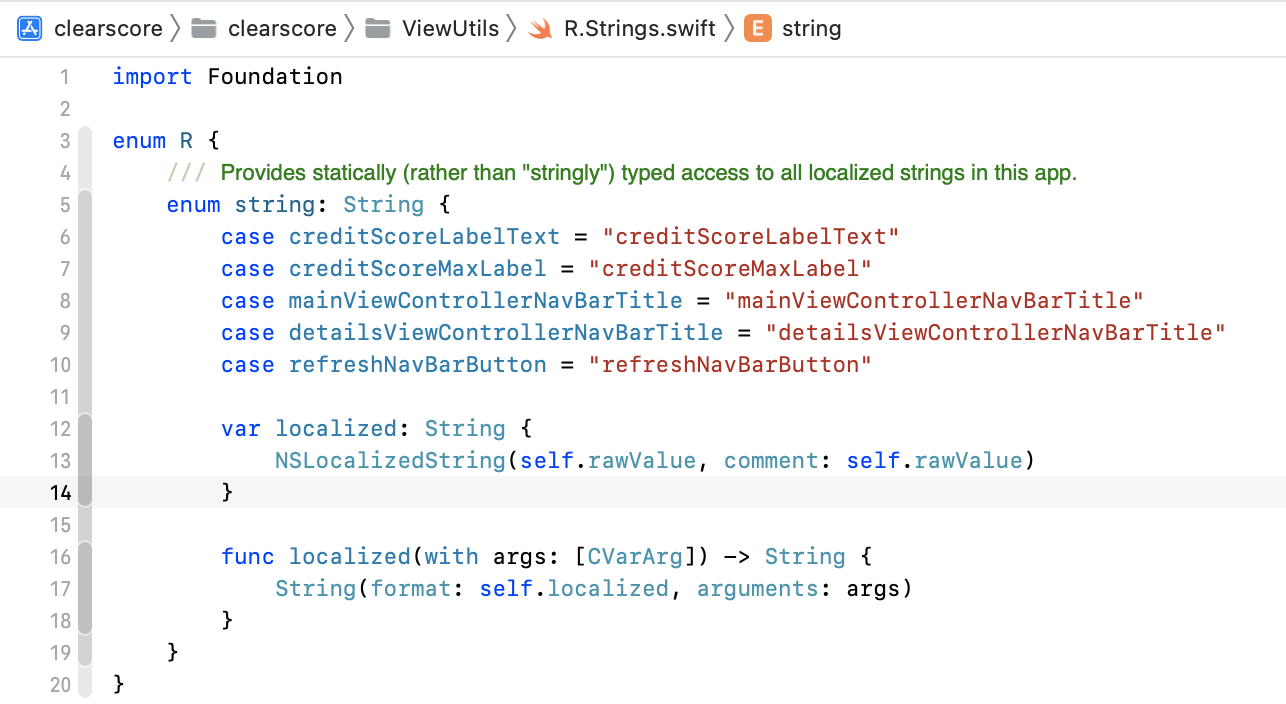 clearscore 〉 clearscore 〉 ViewUtils 〉 R.Strings.swift 〉 E string
1 import Foundation
2
3 enum R {
4     /// Provides statically (rather than "stringly") typed access to all localized strings in this app.
5     enum string: String {
6         case creditScoreLabelText = "creditScoreLabelText"
7         case creditScoreMaxLabel = "creditScoreMaxLabel"
8         case mainViewControllerNavBarTitle = "mainViewControllerNavBarTitle"
9         case detailsViewControllerNavBarTitle = "detailsViewControllerNavBarTitle"
10         case refreshNavBarButton = "refreshNavBarButton"
11
12         var localized: String {
13             NSLocalizedString(self.rawValue, comment: self.rawValue)
14         }
15
16         func localized(with args: [CVarArg]) -> String {
17             String(format: self.localized, arguments: args)
18         }
19     }
20 }